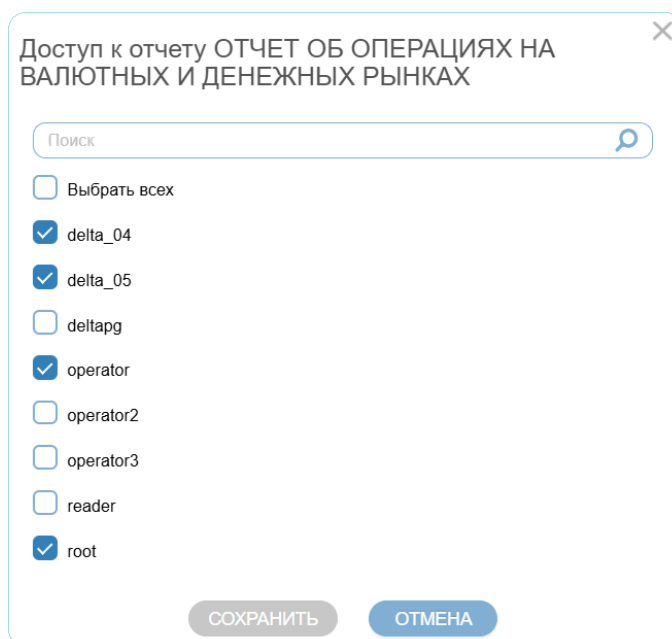 Доступ к отчету ОТЧЕТ ОБ ОПЕРАЦИЯХ НА
ВАЛЮТНЫХ И ДЕНЕЖНЫХ РЫНКАХ
Поиск
Выбрать всех
delta_04
delta_05
deltapg
operator
operator2
operator3
reader
root
СОХРАНИТЬ ОТМЕНА